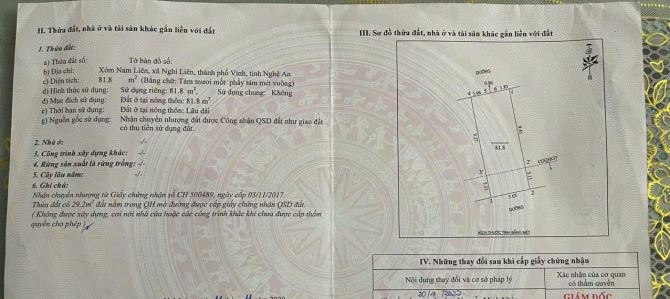 II. Thửa đất, nhà ở và tài sản khác gắn liền với đất
1. Thửa đất:
a) Thửa đất số: Tờ bản đồ số:
b) Địa chỉ: Xóm Nam Liên, xã Nghi Liên, thành phố Vinh, tỉnh Nghệ An
c) Diện tích: 81.8 m² (Bằng chữ: Tám mươi mốt phẩy tám mét vuông)
d) Hình thức sử dụng: Sử dụng riêng: 81.8 m², Sử dụng chung: Không
đ) Mục đích sử dụng: Đất ở tại nông thôn: 81.8 m²
e) Thời hạn sử dụng: Đất ở tại nông thôn: Lâu dài
g) Nguồn gốc sử dụng: Nhận chuyển nhượng đất được Công nhận QSD đất như giao đất
có thu tiền sử dụng đất.
2. Nhà ở: -/-
3. Công trình xây dựng khác: -/-
4. Rừng sản xuất là rừng trồng: -/-
5. Cây lâu năm: -/-
6. Ghi chú:
Nhận chuyển nhượng từ Giấy chứng nhận số CH 500489, ngày cấp 03/11/2017
Thửa đất có 29.2m² đất nằm trong QH mở đường được cấp giấy chứng nhận QSD đất.
( Không được xây dựng, cơi nới nhà cửa hoặc các công trình khác khi chưa được cấp thẩm
quyền cho phép )
III. Sơ đồ thửa đất, nhà ở và tài sản khác gắn liền với đất
ĐƯỜNG
81.8
ĐƯỜNG
KÍCH THƯỚC TÍNH BẰNG MÉT
IV. Những thay đổi sau khi cấp giấy chứng nhận
Nội dung thay đổi và cơ sở pháp lý
Xác nhận của cơ quan
có thẩm quyền
GIÁM ĐỐC